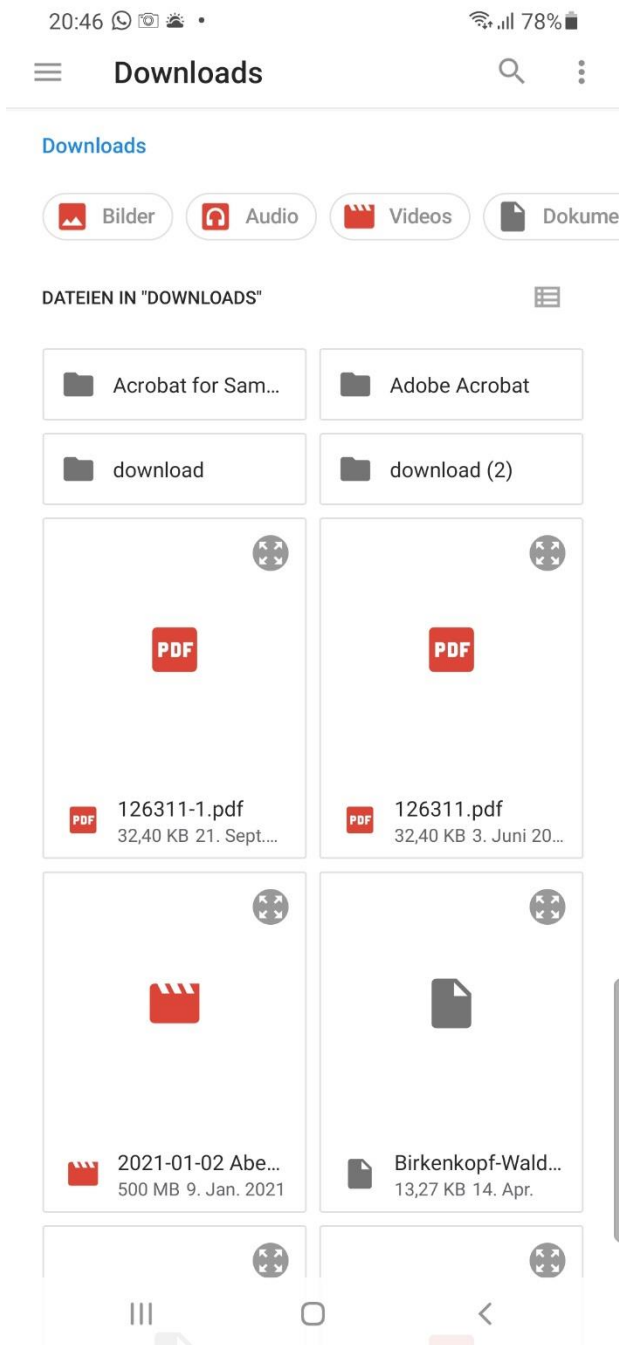 20:46 78%
Downloads
Downloads
Bilder Audio Videos Dokume
DATEIEN IN "DOWNLOADS"
Acrobat for Sam... Adobe Acrobat
download download (2)
PDF PDF
PDF 126311-1.pdf PDF 126311.pdf
32,40 KB 21. Sept.... 32,40 KB 3. Juni 20...
2021-01-02 Abe... Birkenkopf-Wald...
500 MB 9. Jan. 2021 13,27 KB 14. Apr.